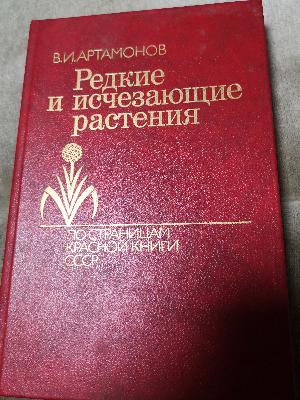 В.И.АРТАМОНОВ
Редкие
и исчезающие
растения
ПО СТРАНИЦАМ
КРАСНОЙ КНИГИ
СССР